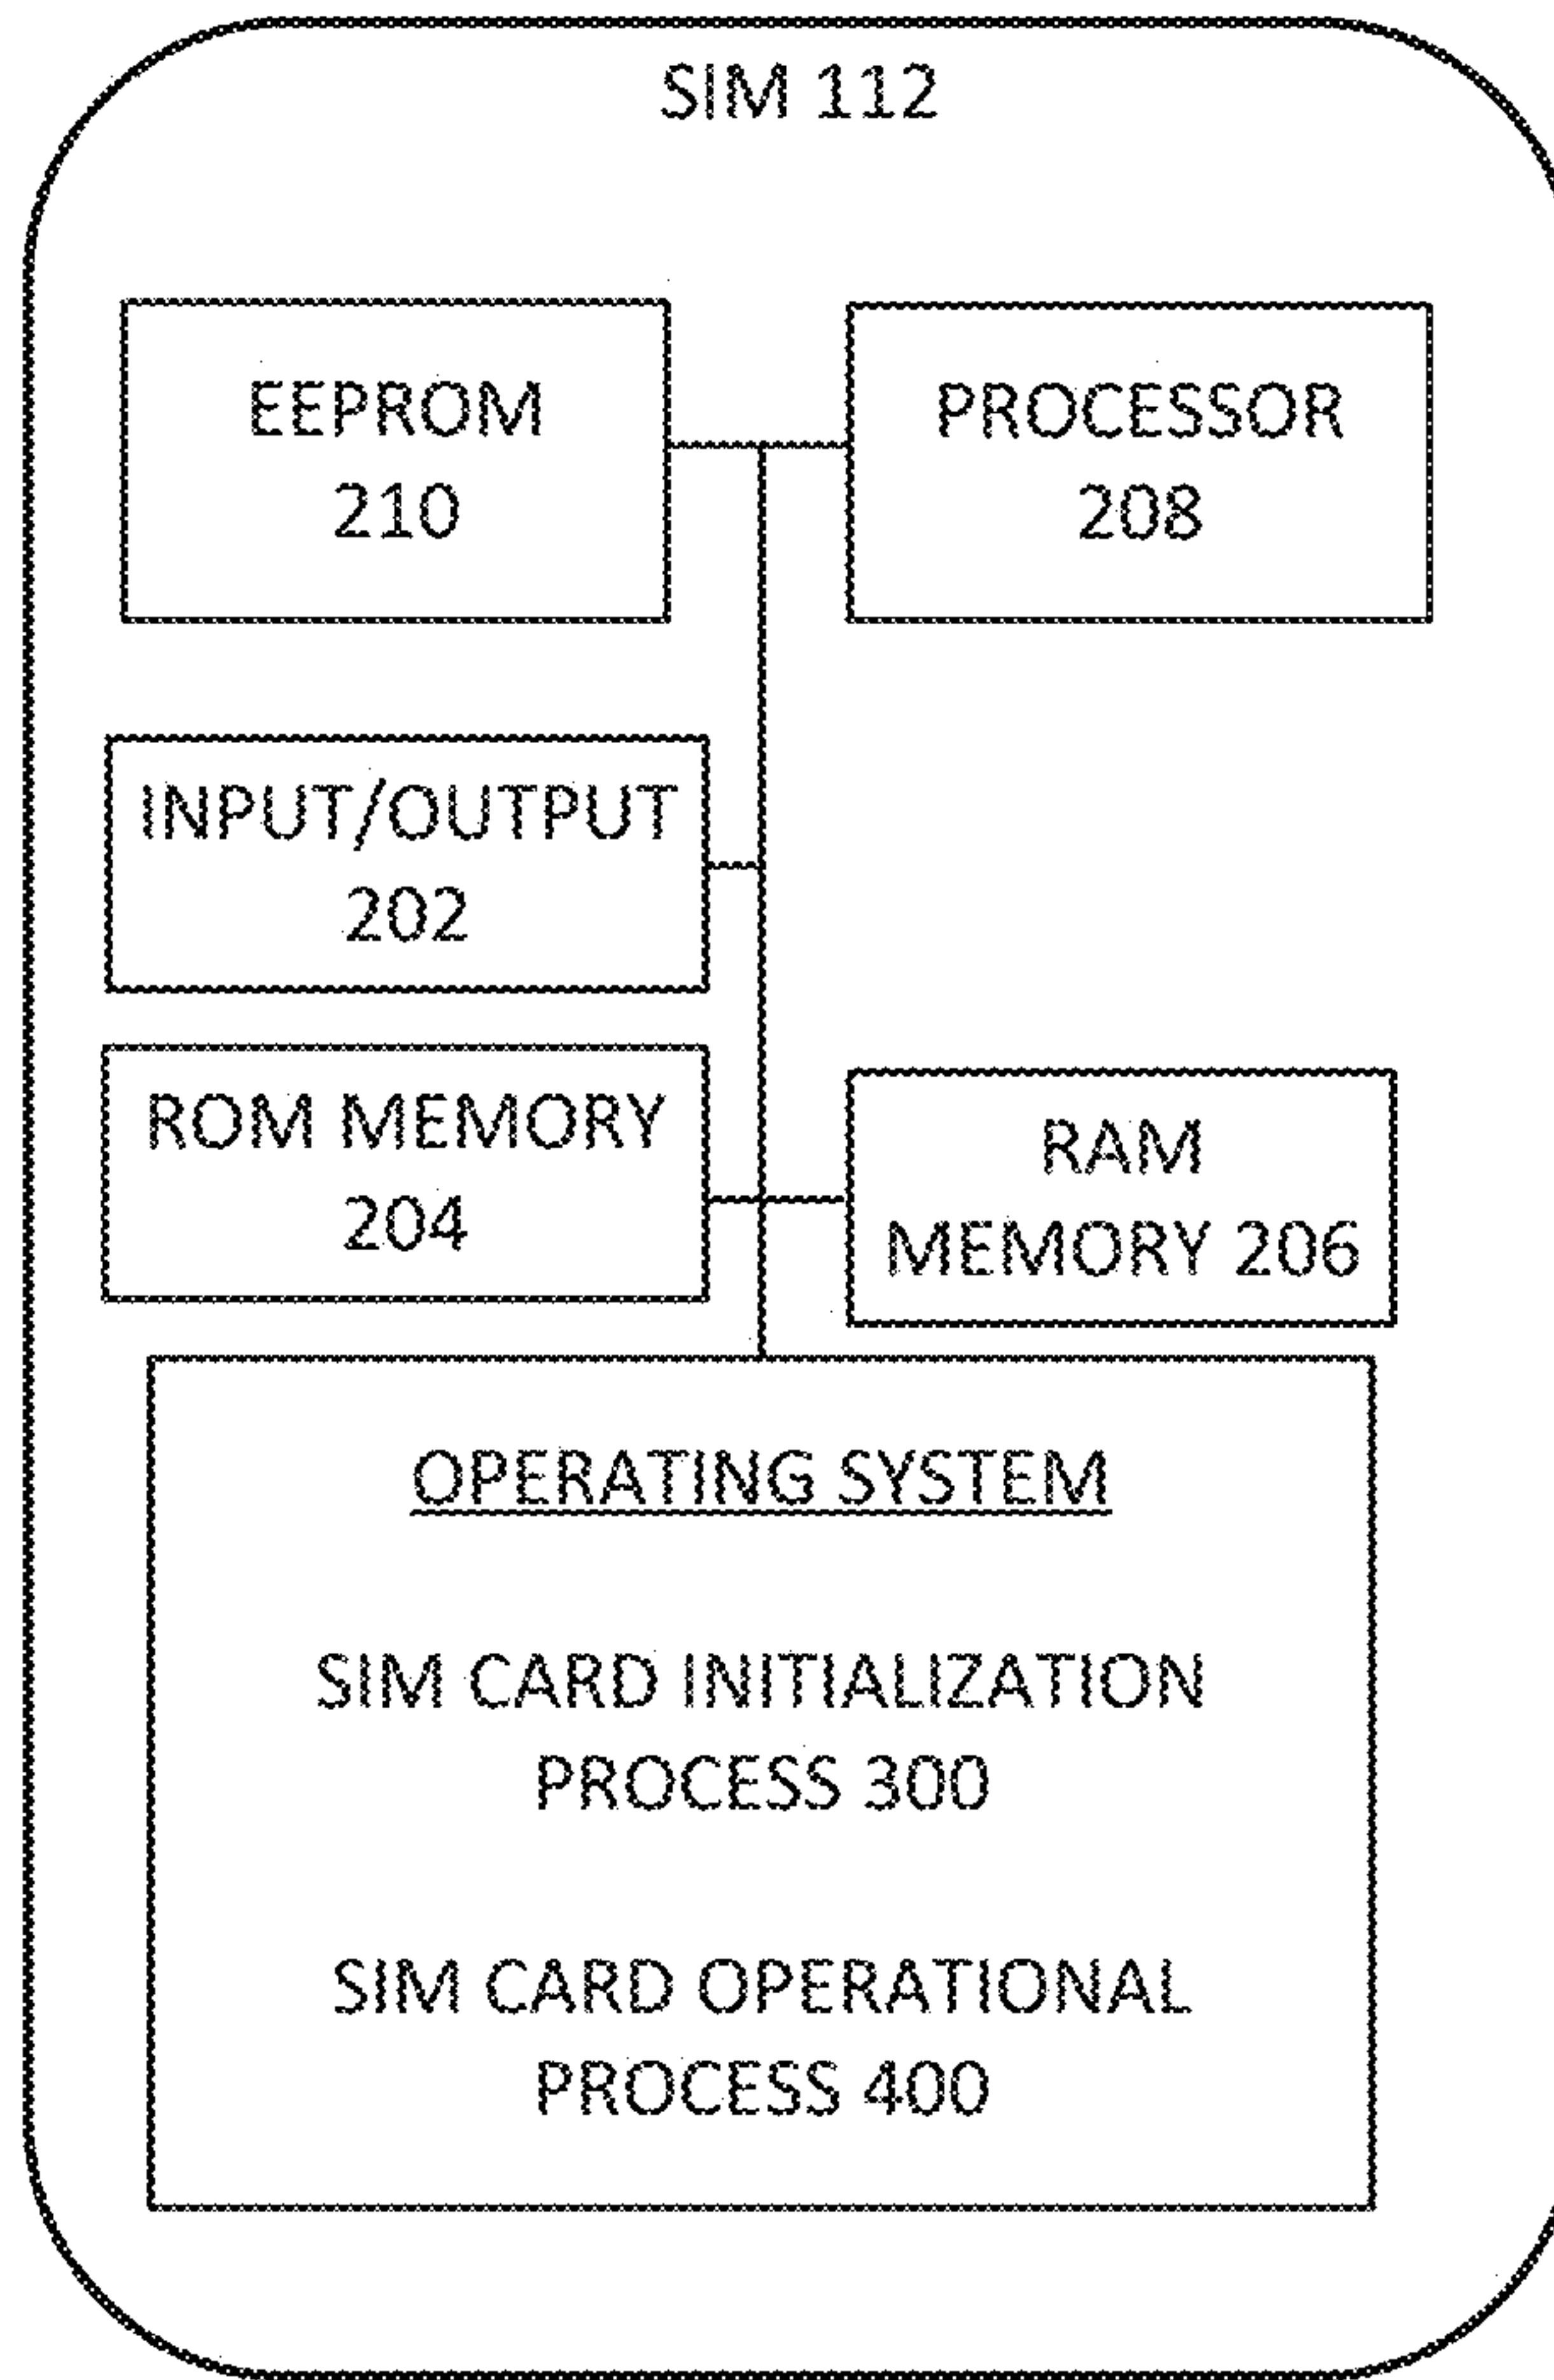 SIM 112
EEPROM
210
PROCESSOR
208
INPUT/OUTPUT
202
ROM MEMORY
204
RAM
MEMORY 206
OPERATING SYSTEM
SIM CARD INITIALIZATION
PROCESS 300
SIM CARD OPERATIONAL
PROCESS 400